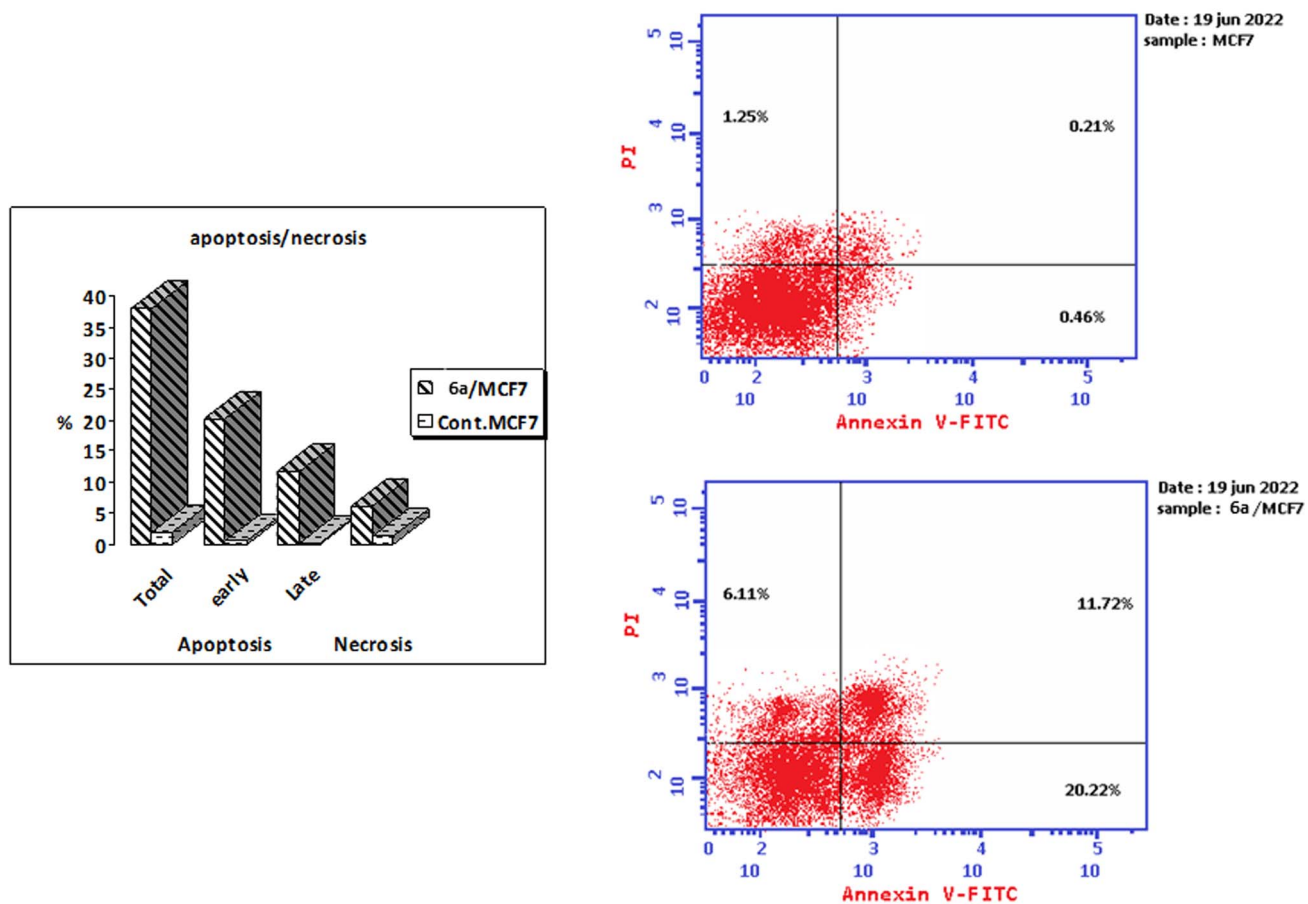 apoptosis/necrosis
40
35
30
25
% 20
15
10
5
0
Total early Late
Apoptosis Necrosis
6a/MCF7
Cont.MCF7
Date : 19 jun 2022
sample : MCF7
10 5
1.25% 0.21%
10 4
PI
10 3
10 2
0.46%
0 2 3 4 5
10 10 10 10
Annexin V-FITC
Date : 19 jun 2022
sample : 6a/MCF7
10 5
6.11% 11.72%
10 4
PI
10 3
10 2
20.22%
0 2 3 4 5
10 10 10 10
Annexin V-FITC